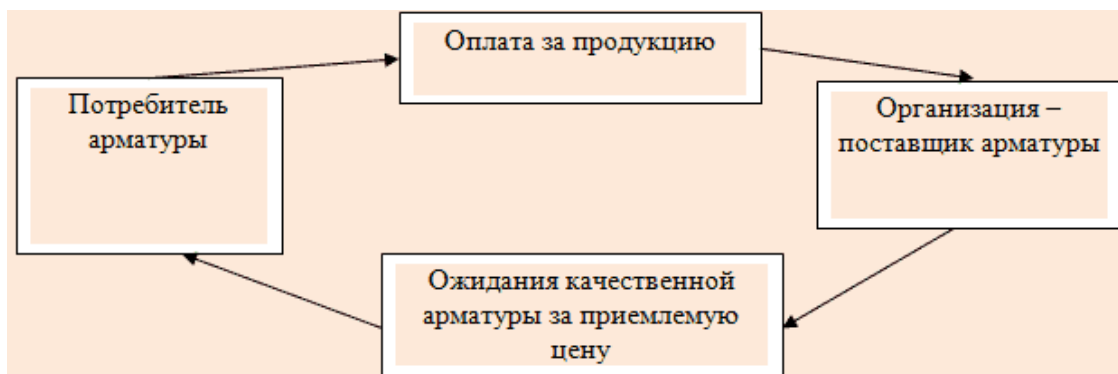 Оплата за продукцию
Потребитель
арматуры
Организация –
поставщик арматуры
Ожидания качественной
арматуры за приемлемую
цену